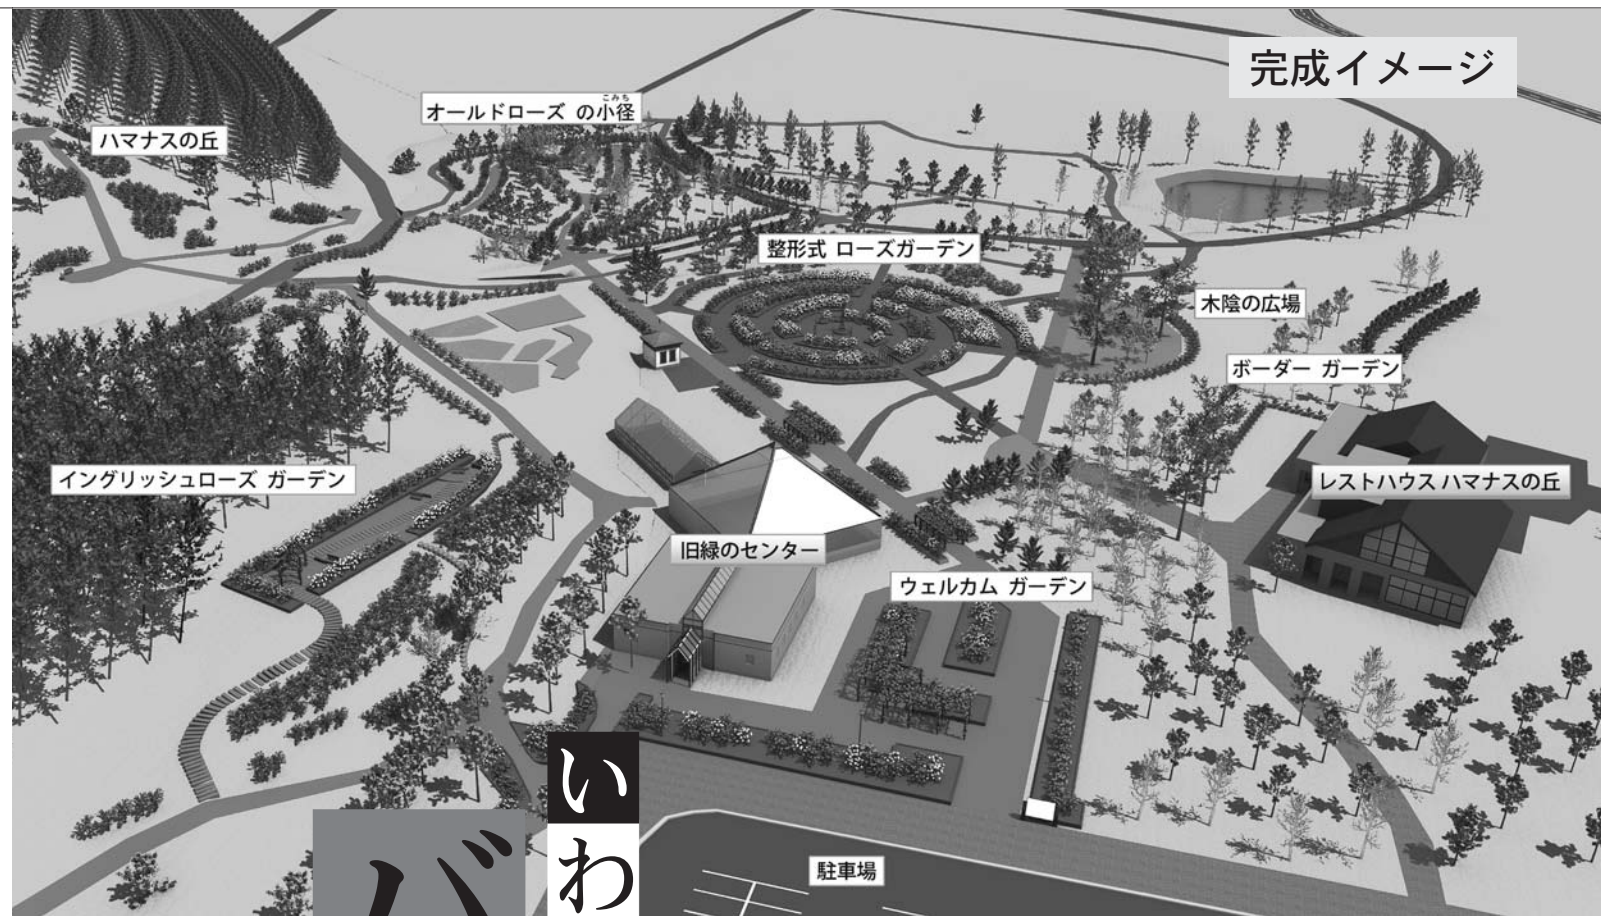 完成イメージ
オールドローズ の小径
こみち
ハマナスの丘
整形式 ローズガーデン
木陰の広場
ボーダー ガーデン
イングリッシュローズ ガーデン
レストハウス ハマナスの丘
旧緑のセンター
ウェルカム ガーデン
駐車場
いわ
バ